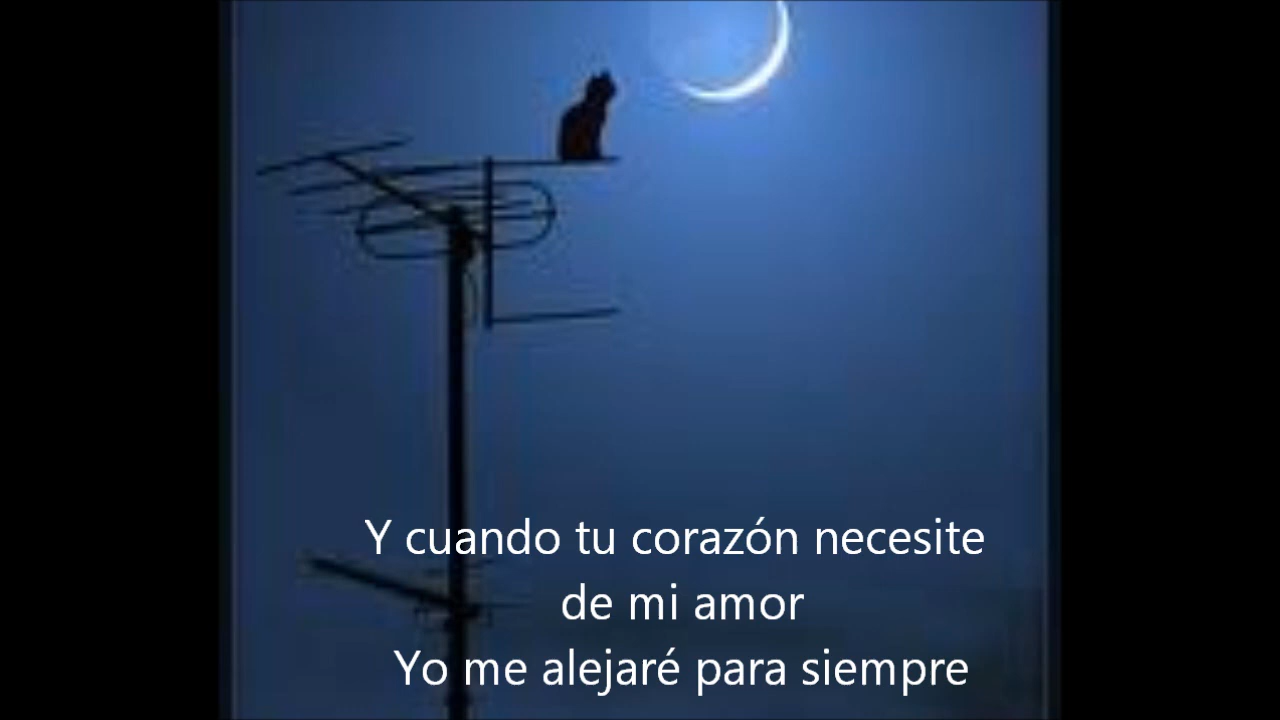 Y cuando tu corazón necesite
de mi amor
Yo me alejaré para siempre